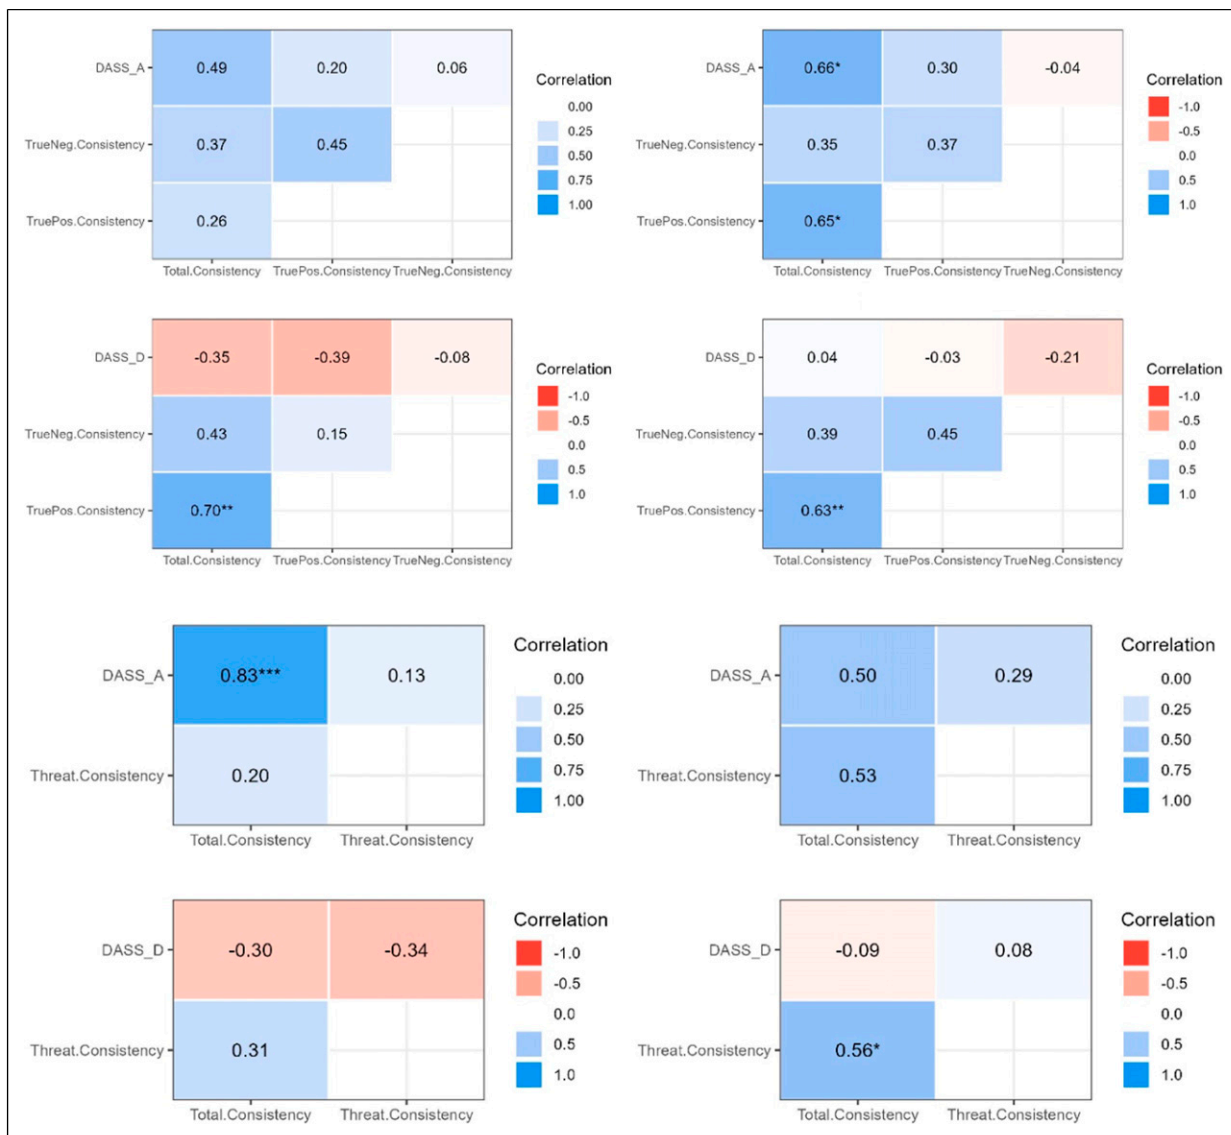 DASS_A 0.49 0.20 0.06
TrueNeg.Consistency 0.37 0.45
TruePos.Consistency 0.26
Total.Consistency TruePos.Consistency TrueNeg.Consistency
Correlation
0.00
0.25
0.50
0.75
1.00
DASS_A 0.66* 0.30 -0.04
TrueNeg.Consistency 0.35 0.37
TruePos.Consistency 0.65*
Total.Consistency TruePos.Consistency TrueNeg.Consistency
Correlation
-1.0
-0.5
0.0
0.5
1.0
DASS_D -0.35 -0.39 -0.08
TrueNeg.Consistency 0.43 0.15
TruePos.Consistency 0.70**
Total.Consistency TruePos.Consistency TrueNeg.Consistency
Correlation
-1.0
-0.5
0.0
0.5
1.0
DASS_D 0.04 -0.03 -0.21
TrueNeg.Consistency 0.39 0.45
TruePos.Consistency 0.63**
Total.Consistency TruePos.Consistency TrueNeg.Consistency
Correlation
-1.0
-0.5
0.0
0.5
1.0
DASS_A 0.83*** 0.13
Threat.Consistency 0.20
Total.Consistency Threat.Consistency
Correlation
0.00
0.25
0.50
0.75
1.00
DASS_A 0.50 0.29
Threat.Consistency 0.53
Total.Consistency Threat.Consistency
Correlation
0.00
0.25
0.50
0.75
1.00
DASS_D -0.30 -0.34
Threat.Consistency 0.31
Total.Consistency Threat.Consistency
Correlation
-1.0
-0.5
0.0
0.5
1.0
DASS_D -0.09 0.08
Threat.Consistency 0.56*
Total.Consistency Threat.Consistency
Correlation
-1.0
-0.5
0.0
0.5
1.0